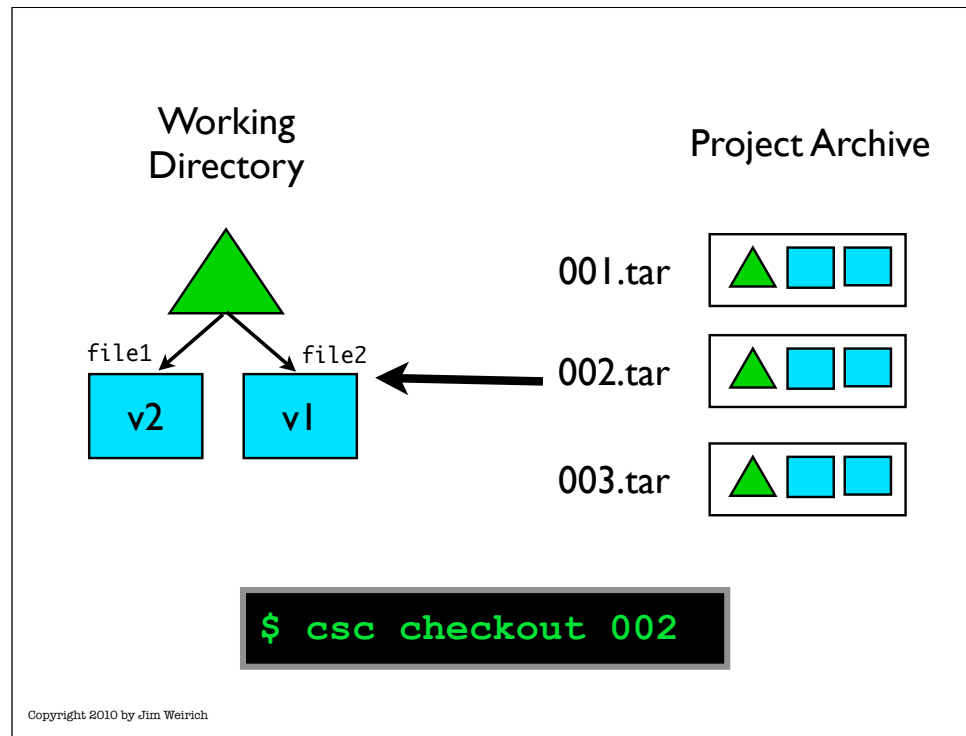 Working
Directory
Project Archive
001.tar
file1
file2
002.tar
v2
v1
003.tar
$ csc checkout 002
Copyright 2010 by Jim Weirich